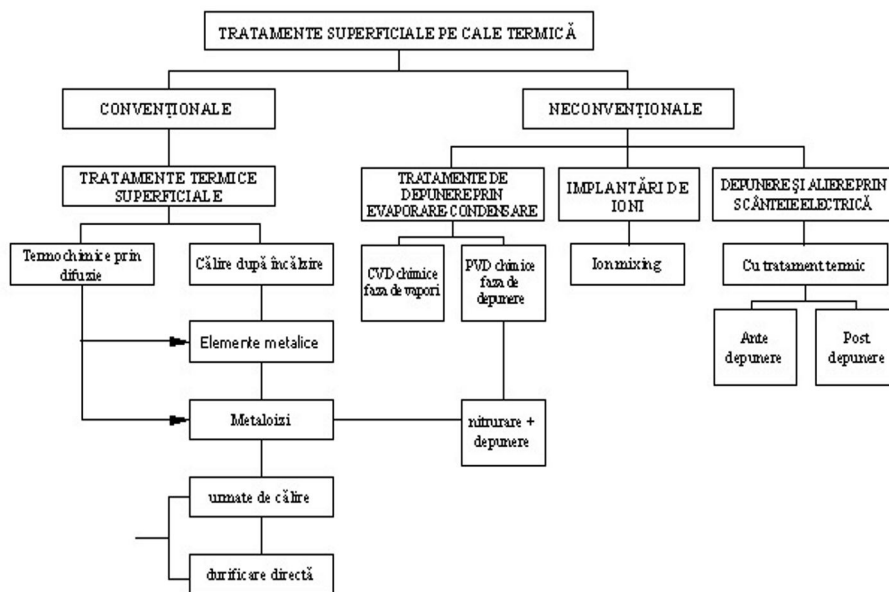 TRATAMENTE SUPERFICIALE PE CALE TERMICĂ
CONVENȚIONALE
NECONVENȚIONALE
TRATAMENTE TERMICE
SUPERFICIALE
TRATAMENTE DE
DEPUNERE PRIN
EVAPORARE CONDENSARE
IMPLANTĂRI DE
IONI
DEPUNERE ȘI ALIERE PRIN
SCÂNTEIE ELECTRICĂ
Termochimice prin
difuzie
Călire după încălzire
CVD chimice
faza de vapori
PVD chimice
faza de
depunere
Ion mixing
Cu tratament termic
Elemente metalice
Ante
depunere
Post
depunere
Metaloizi
nitrurare +
depunere
urmate de călire
durificare directă